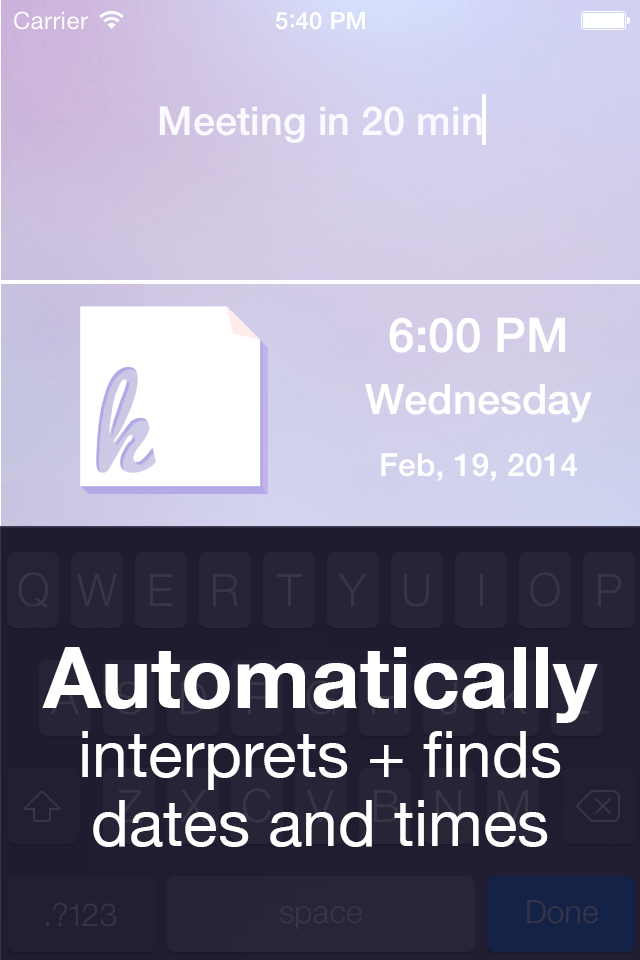 Carrier 5:40 PM
Meeting in 20 min
6:00 PM
k
Wednesday
Feb, 19, 2014
Q W E R T Y U I O P
A S D F G H J K L
Automatically
interprets + finds
Z X C V B N M
dates and times
.?123 space Done